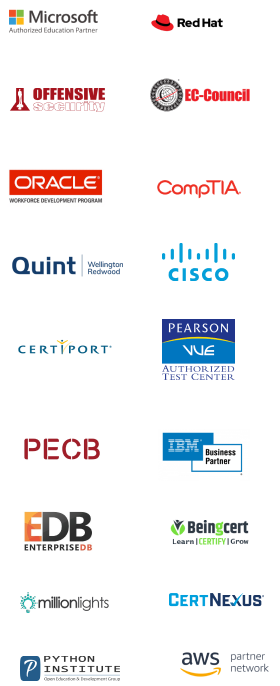 Microsoft
Authorized Education Partner
Red Hat
OFFENSIVE
security
EC-Council
ORACLE®
WORKFORCE DEVELOPMENT PROGRAM
CompTIA.
Quint
Wellington
Redwood
CISCO
CERTIPORT®
PEARSON
VUE
AUTHORIZED
TEST CENTER
PECB
IBM
Business
Partner
EDB
ENTERPRISEDB
Beingcert
Learn | CERTIFY | Grow
millionlights
CERTNEXUS®
PYTHON
INSTITUTE
Open Education & Development Group
aws
partner
network